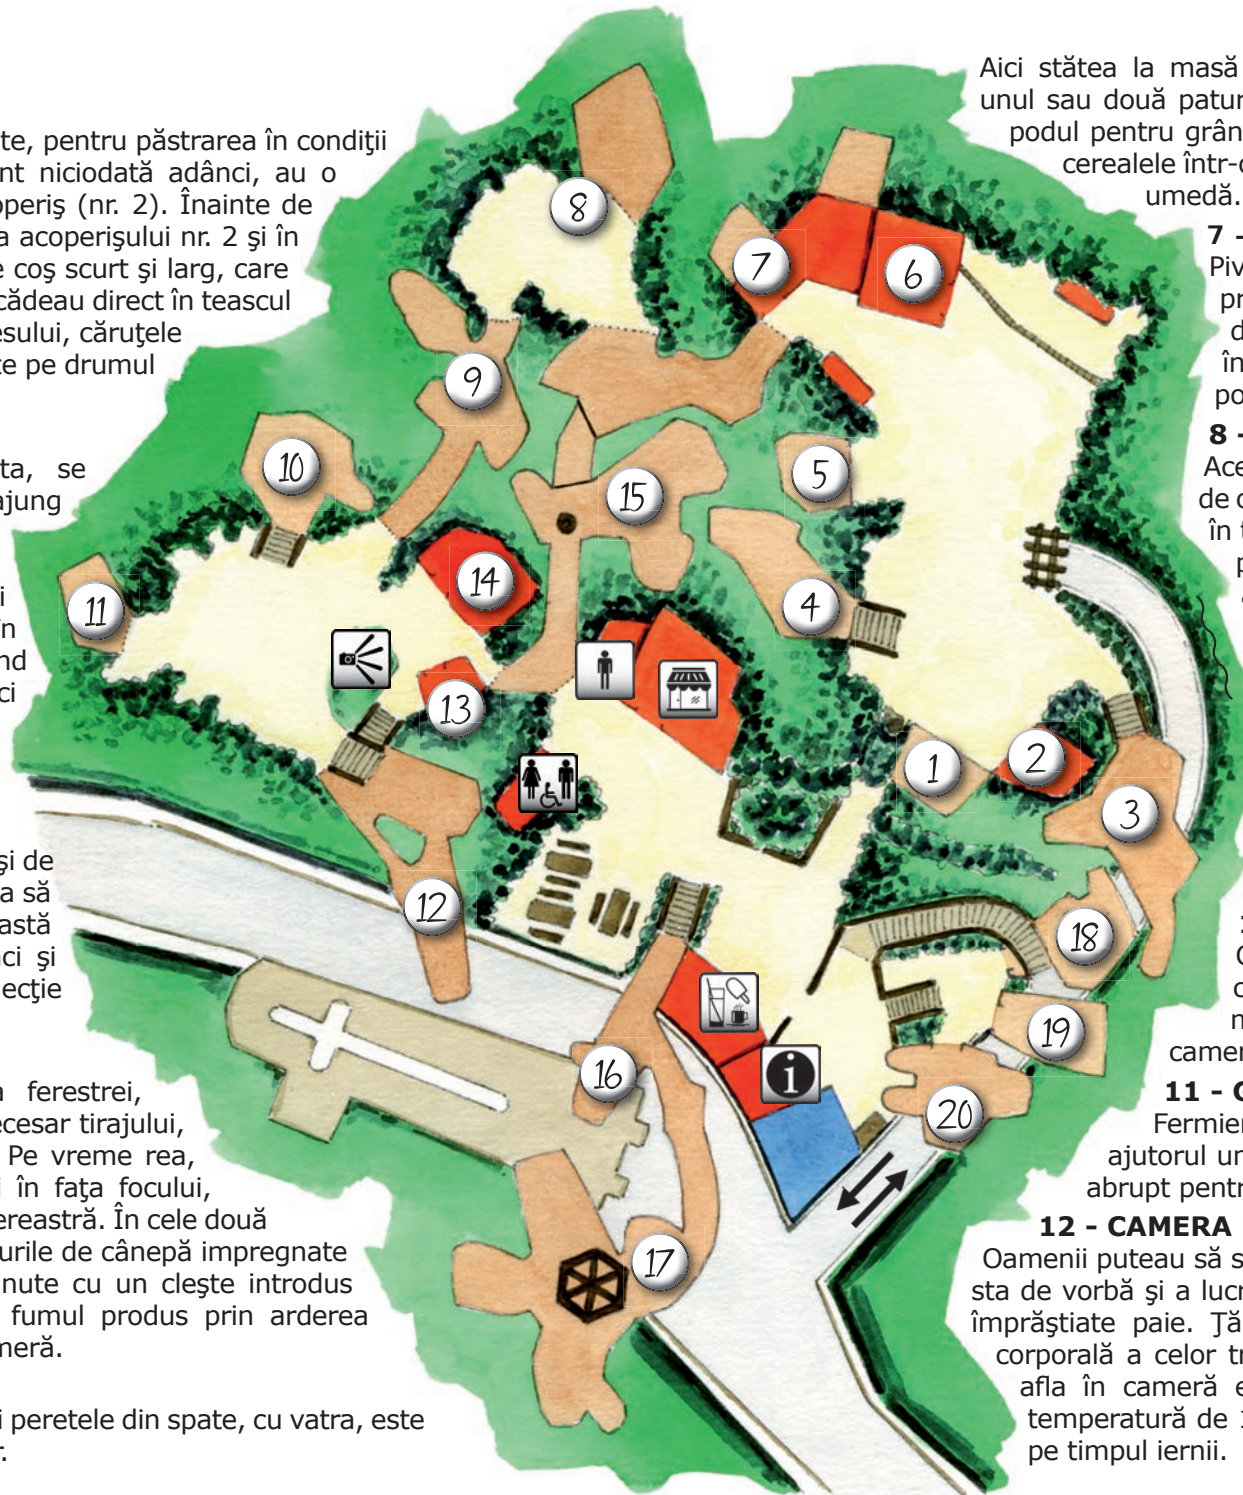 te, pentru păstrarea în condiţii
nt niciodată adânci, au o
operiş (nr. 2). Înainte de
a acoperişului nr. 2 şi în
e coş scurt şi larg, care
cădeau direct în teascul
esului, căruţele
te pe drumul
ta, se
ajung
i
în
nd
ci
şi de
a să
astă
ci şi
ecţie
a ferestrei,
ecesar tirajului,
Pe vreme rea,
i în faţa focului,
ereastră. În cele două
urile de cânepă impregnate
nute cu un cleşte introdus
fumul produs prin arderea
meră.
i peretele din spate, cu vatra, este
r.
8
7
6
9
10
15
5
14
4
11
13
1
2
3
12
18
19
16
i
20
17
Aici stătea la masă
unul sau două patur
podul pentru grân
cerealele într-o
umedă.
7 -
Piv
pr
d
în
po
8 -
Ace
de c
în t
p
camer
11 - C
Fermier
ajutorul ur
abrupt pentr
12 - CAMERA
Oamenii puteau să s
sta de vorbă şi a lucr
împrăştiate paie. Ţă
corporală a celor tr
afla în cameră e
temperatură de 1
pe timpul iernii.